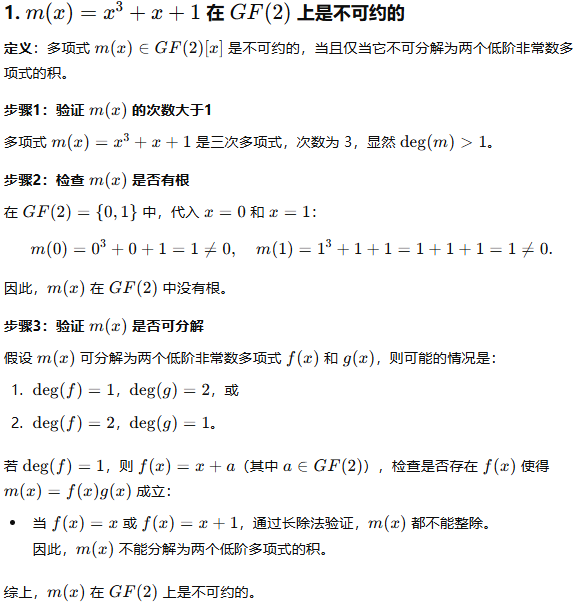 1. m(x) = x³ + x + 1 在 GF(2) 上是不可约的
定义：多项式 m(x) ∈ GF(2)[x] 是不可约的，当且仅当它不可分解为两个低阶非常数多
项式的积。
步骤1：验证 m(x) 的次数大于1
多项式 m(x) = x³ + x + 1 是三次多项式，次数为 3，显然 deg(m) > 1。
步骤2：检查 m(x) 是否有根
在 GF(2) = {0, 1} 中，代入 x = 0 和 x = 1：
m(0) = 0³ + 0 + 1 = 1 ≠ 0, m(1) = 1³ + 1 + 1 = 1 + 1 + 1 = 1 ≠ 0.
因此，m(x) 在 GF(2) 中没有根。
步骤3：验证 m(x) 是否可分解
假设 m(x) 可分解为两个低阶非常数多项式 f(x) 和 g(x)，则可能的情况是：
1. deg(f) = 1，deg(g) = 2，或
2. deg(f) = 2，deg(g) = 1。
若 deg(f) = 1，则 f(x) = x + a（其中 a ∈ GF(2)），检查是否存在 f(x) 使得
m(x) = f(x)g(x) 成立：
• 当 f(x) = x 或 f(x) = x + 1，通过长除法验证，m(x) 都不能整除。
因此，m(x) 不能分解为两个低阶多项式的积。
综上，m(x) 在 GF(2) 上是不可约的。